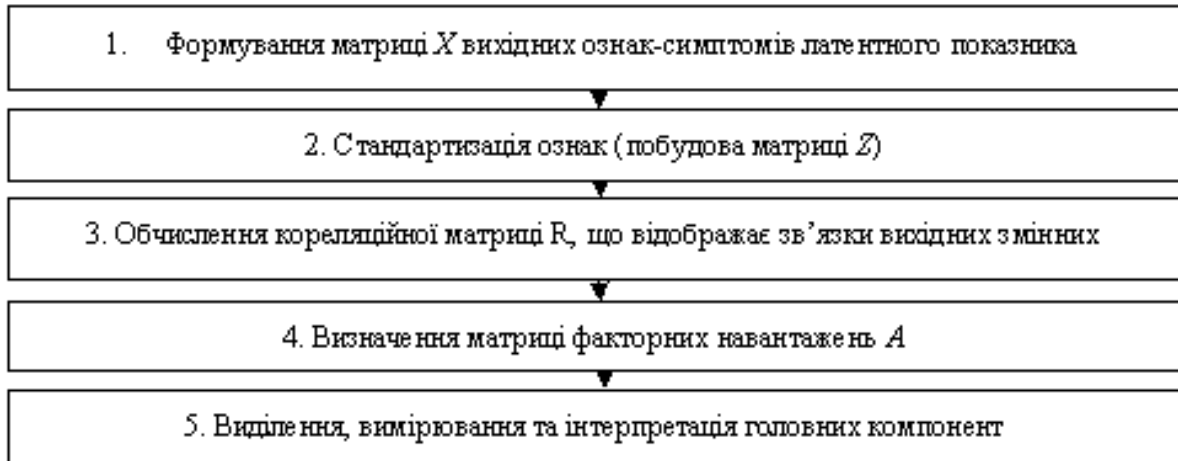 1. Формування матриці X вихідних ознак-симптомів латентного показника
2. Стандартизація ознак (побудова матриці Z)
3. Обчислення кореляційної матриці R, що відображає зв’язки вихідних змінних
4. Визначення матриці факторних навантажень A
5. Виділення, вимірювання та інтерпретація головних компонент